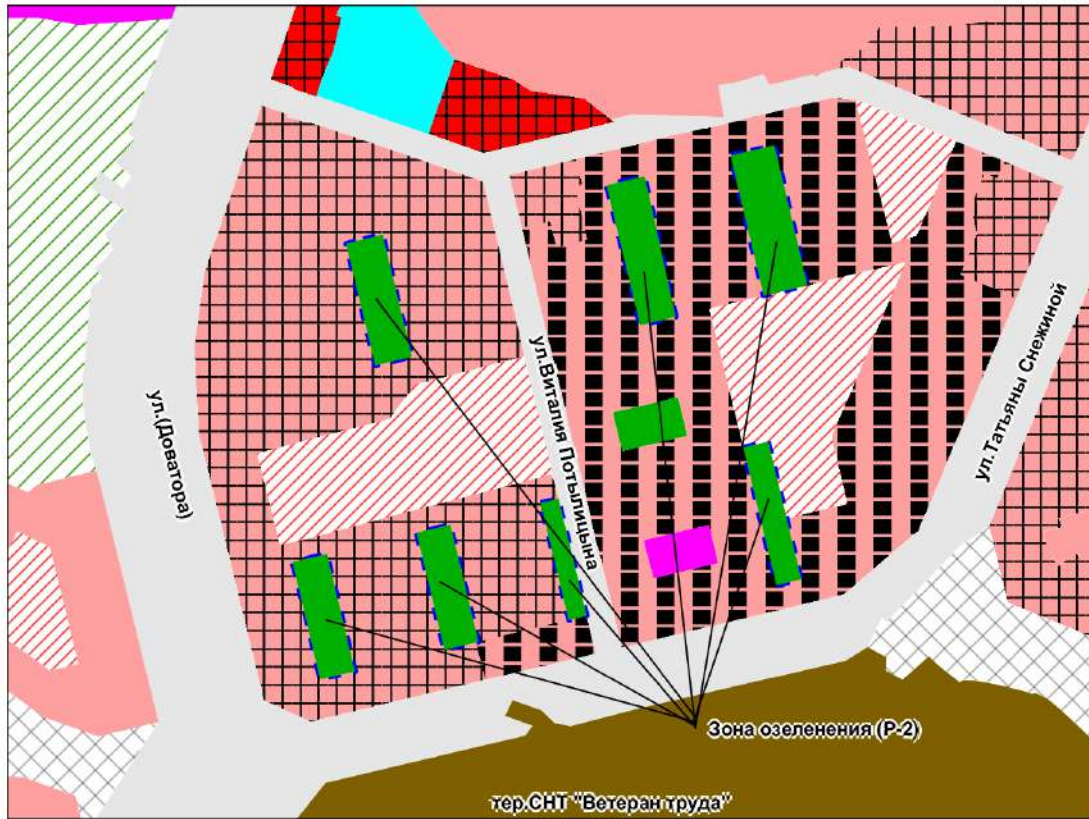 ул.(Доватора)
ул.Виталия Потылицына
ул.Татьяны Снежиной
Зона озеленения (Р-2)
тер.СНТ "Ветеран труда"